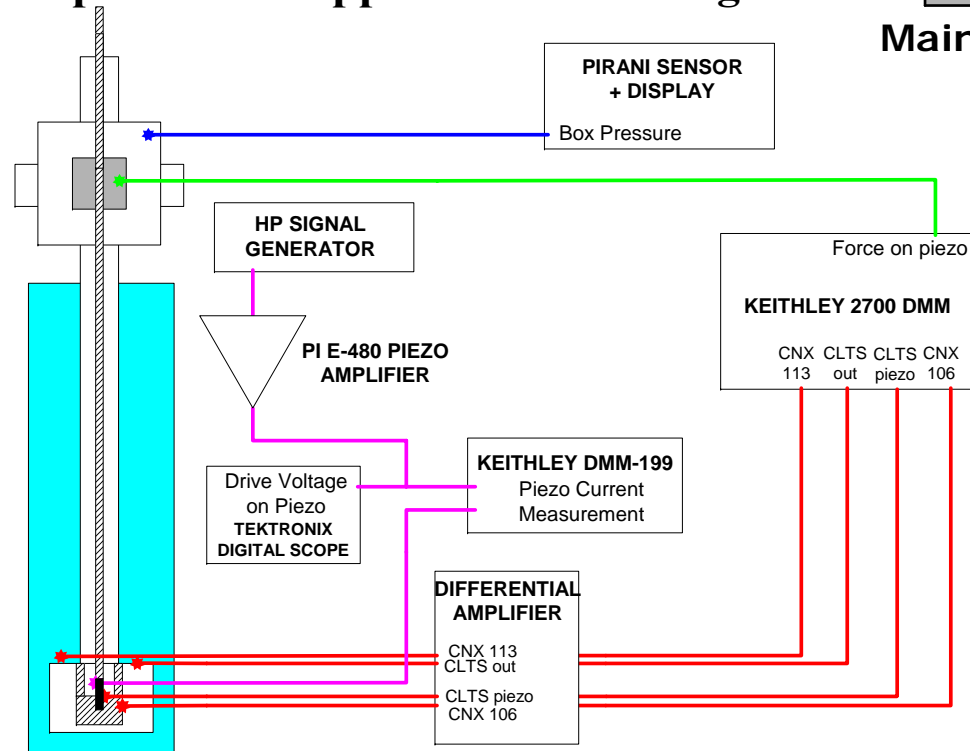 Main
PIRANI SENSOR
+ DISPLAY
Box Pressure
HP SIGNAL
GENERATOR
Force on piezo
KEITHLEY 2700 DMM
CNX 113
CLTS out
CLTS piezo
CNX 106
PI E-480 PIEZO
AMPLIFIER
Drive Voltage
on Piezo
TEKTRONIX
DIGITAL SCOPE
KEITHLEY DMM-199
Piezo Current
Measurement
DIFFERENTIAL
AMPLIFIER
CNX 113
CLTS out
CLTS piezo
CNX 106